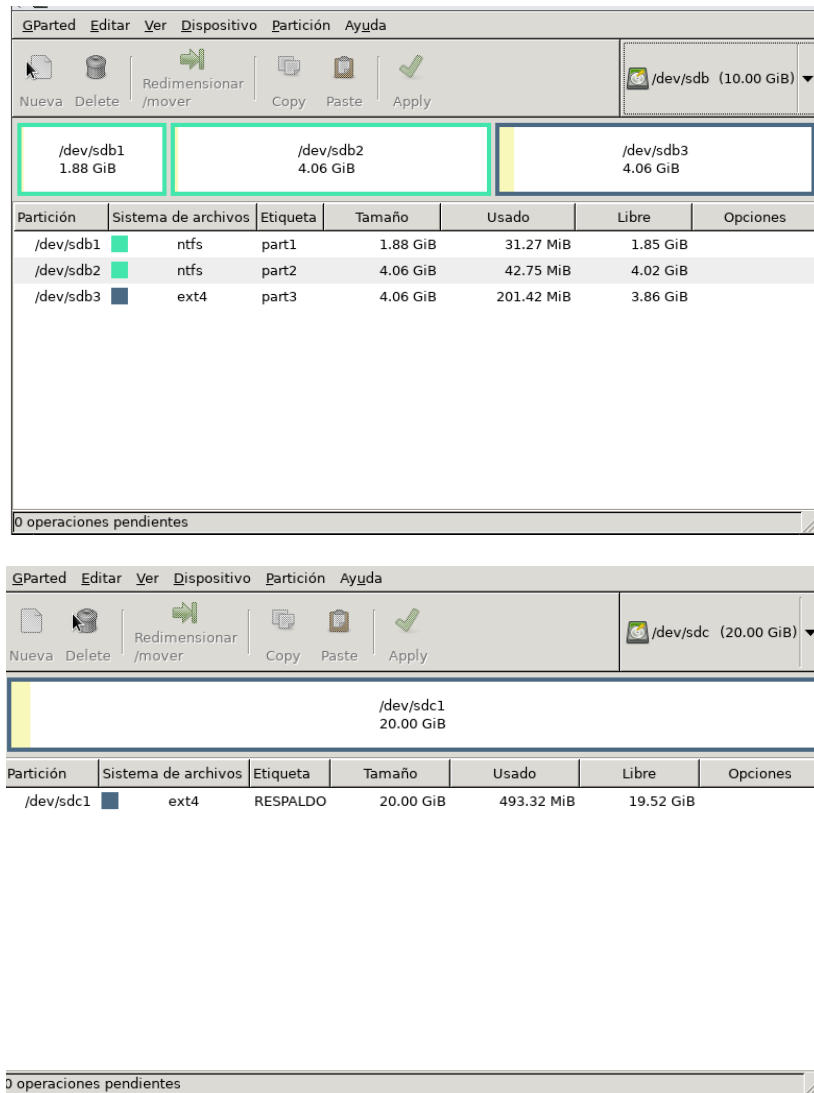 GParted Editar Ver Dispositivo Partición Ayuda
Nueva Delete Redimensionar /mover Copy Paste Apply /dev/sdb (10.00 GiB)
/dev/sdb1 /dev/sdb2 /dev/sdb3
1.88 GiB 4.06 GiB 4.06 GiB
Partición Sistema de archivos Etiqueta Tamaño Usado Libre Opciones
/dev/sdb1 ntfs part1 1.88 GiB 31.27 MiB 1.85 GiB
/dev/sdb2 ntfs part2 4.06 GiB 42.75 MiB 4.02 GiB
/dev/sdb3 ext4 part3 4.06 GiB 201.42 MiB 3.86 GiB
0 operaciones pendientes
GParted Editar Ver Dispositivo Partición Ayuda
Nueva Delete Redimensionar /mover Copy Paste Apply /dev/sdc (20.00 GiB)
/dev/sdc1
20.00 GiB
Partición Sistema de archivos Etiqueta Tamaño Usado Libre Opciones
/dev/sdc1 ext4 RESPALDO 20.00 GiB 493.32 MiB 19.52 GiB
0 operaciones pendientes